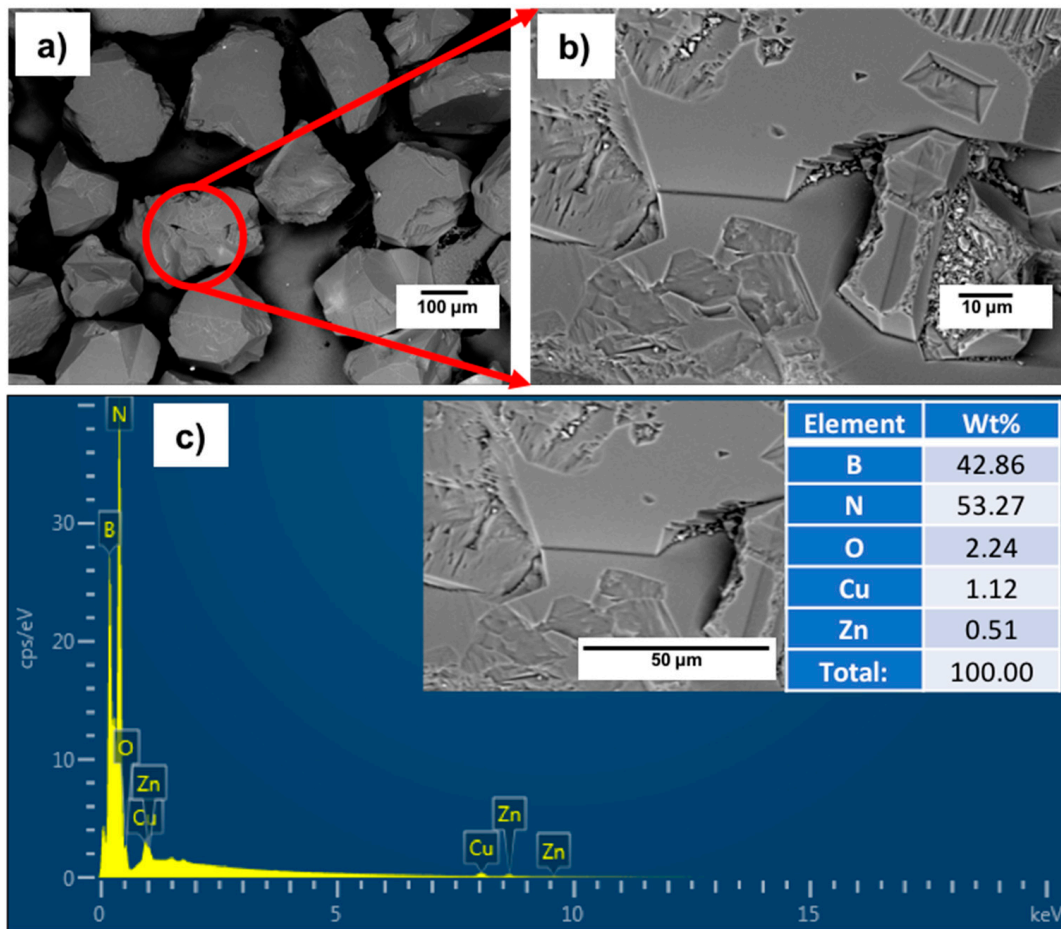 a)
100 µm
b)
10 µm
c)
N
B
O
Zn
Cu
Cu
Zn
Zn
30
20
10
0
cps/eV
0
5
10
15
keV
50 µm
Element Wt%
B 42.86
N 53.27
O 2.24
Cu 1.12
Zn 0.51
Total: 100.00